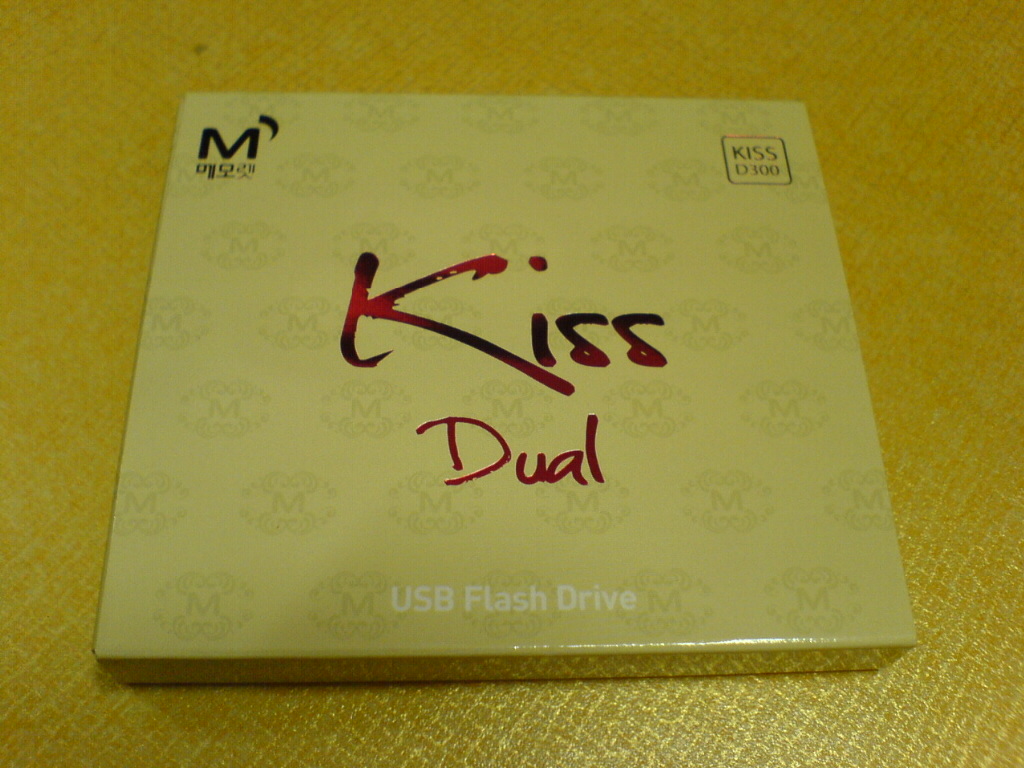 M
메모렛
KISS
D300
Kiss
Dual
USB Flash Drive